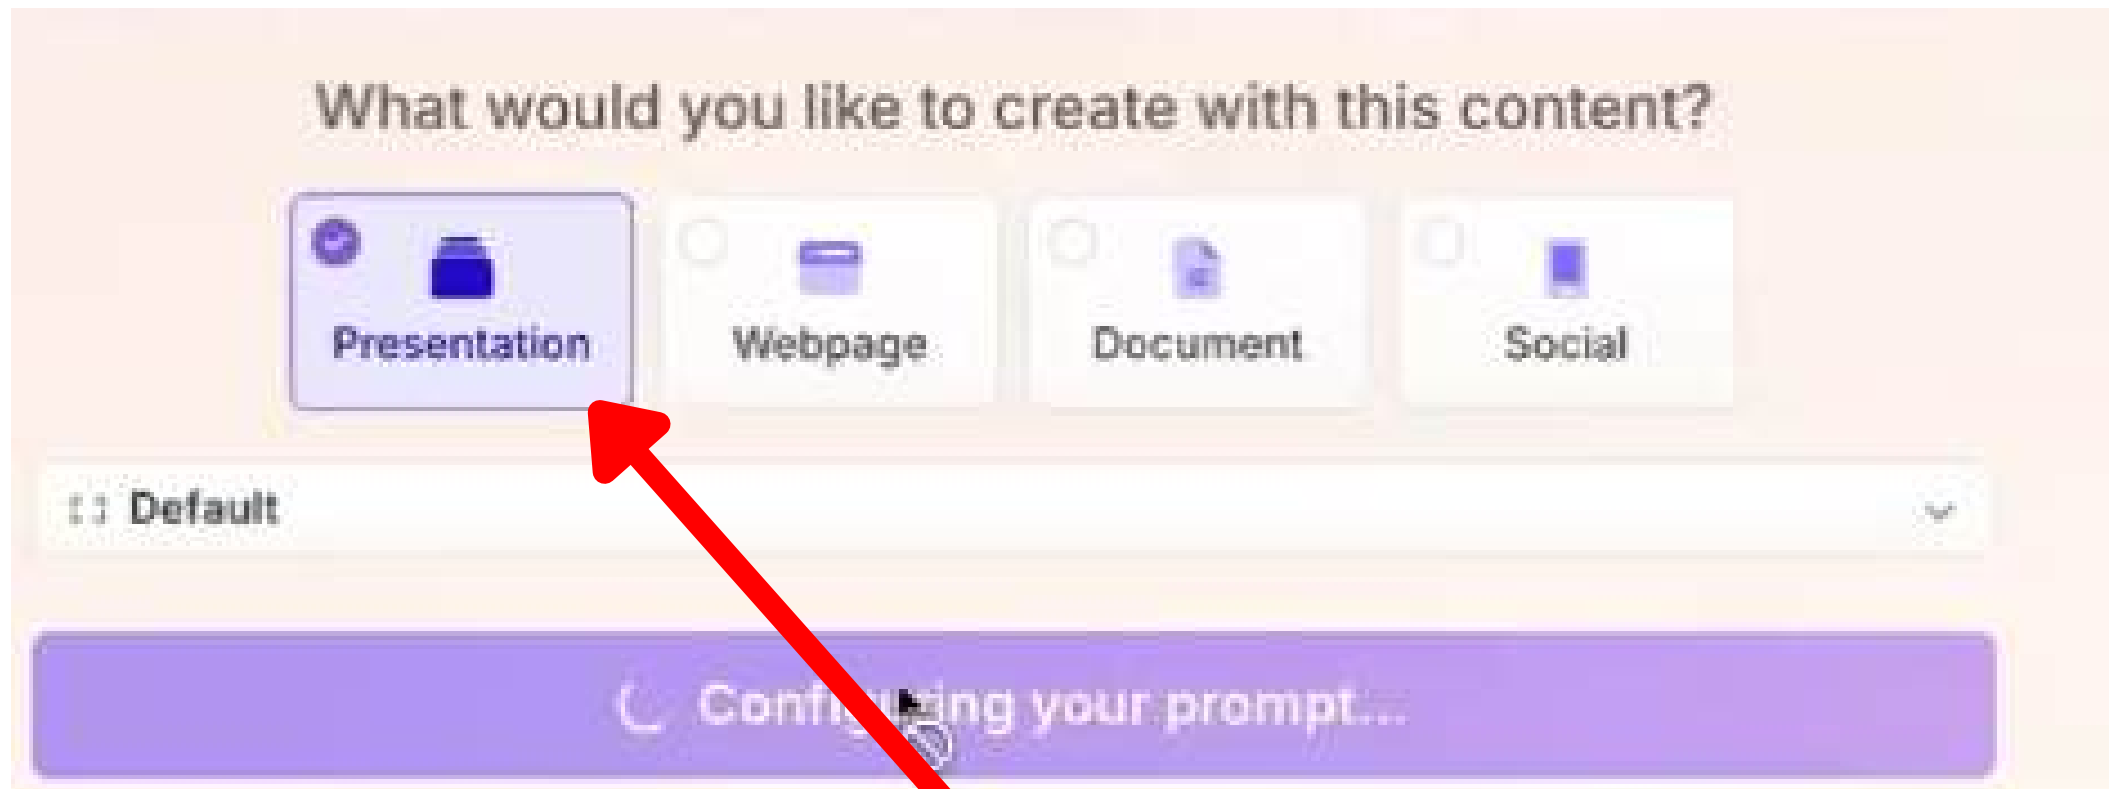 What would you like to create with this content?
Presentation Webpage Document Social
Default
Configuring your prompt...